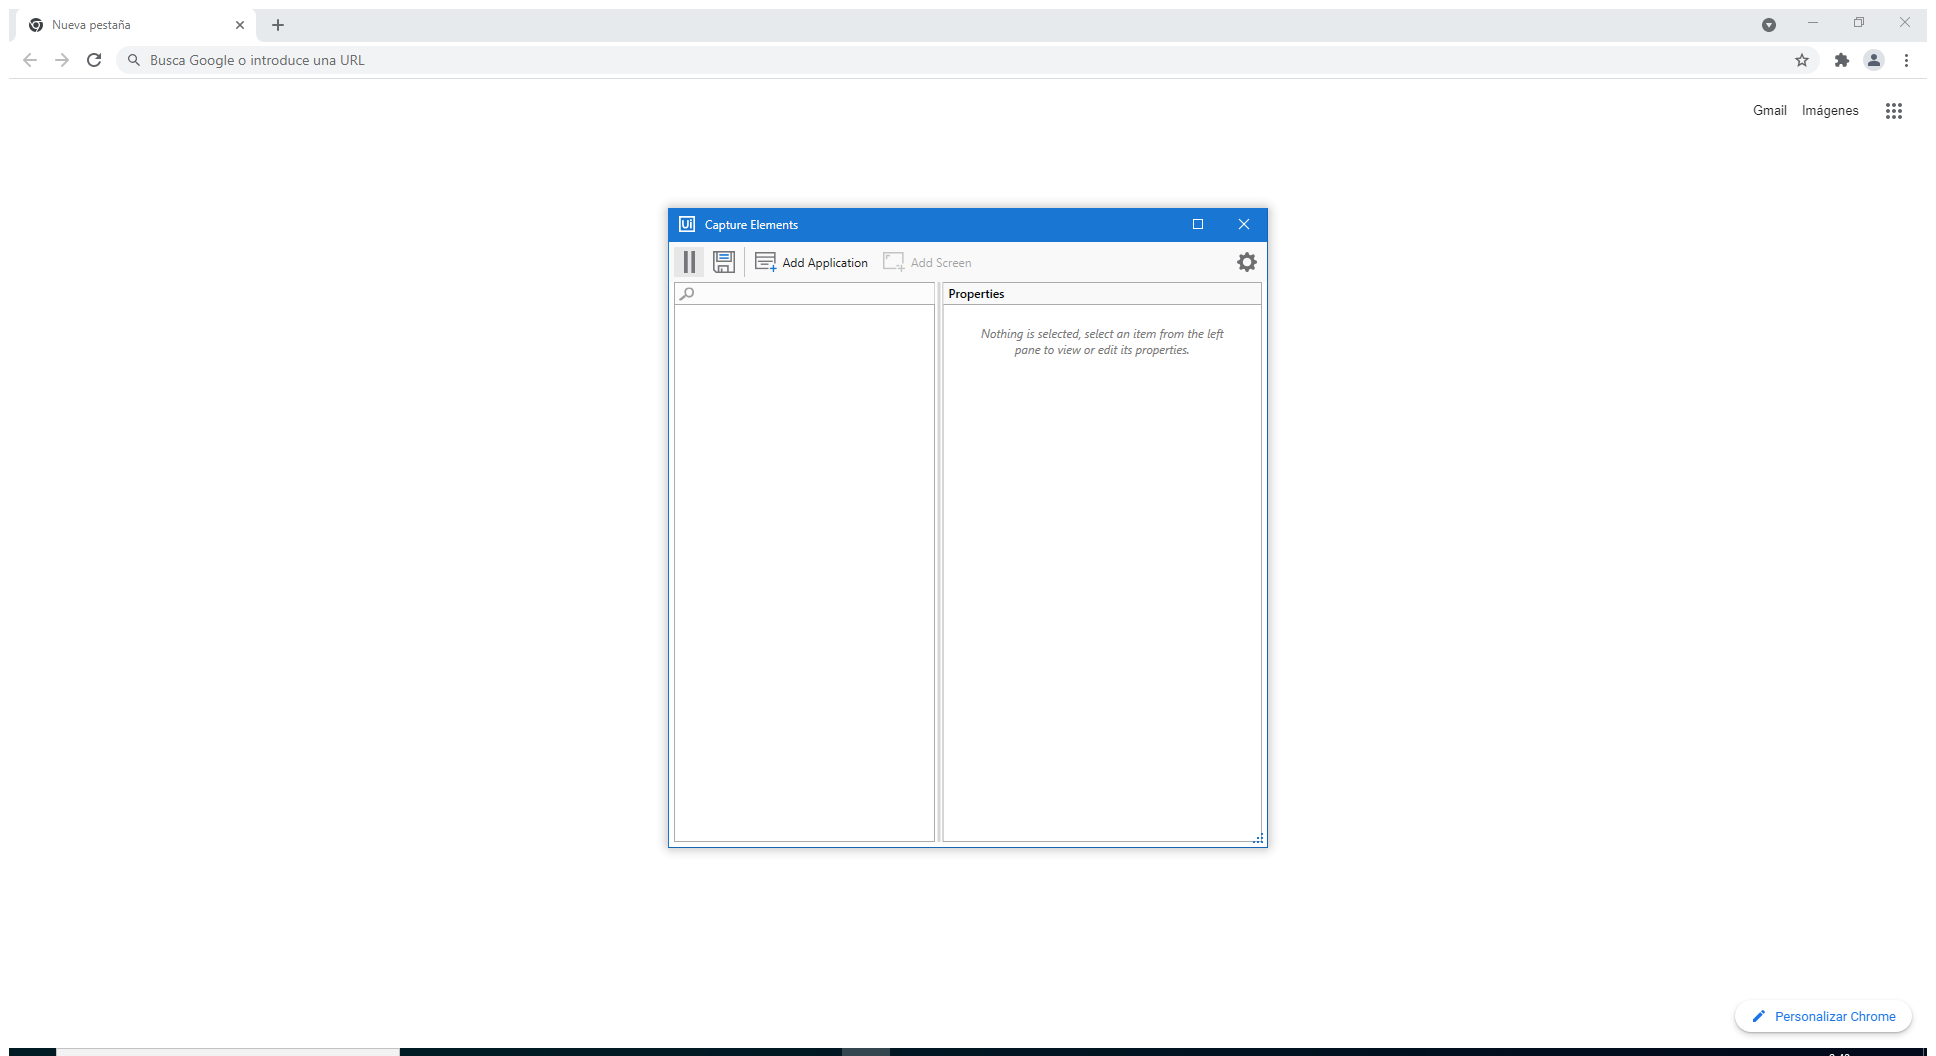 Nueva pestaña
Busca Google o introduce una URL
Gmail Imágenes
Ui Capture Elements
Add Application Add Screen
Properties
Nothing is selected, select an item from the left
pane to view or edit its properties.
Personalizar Chrome